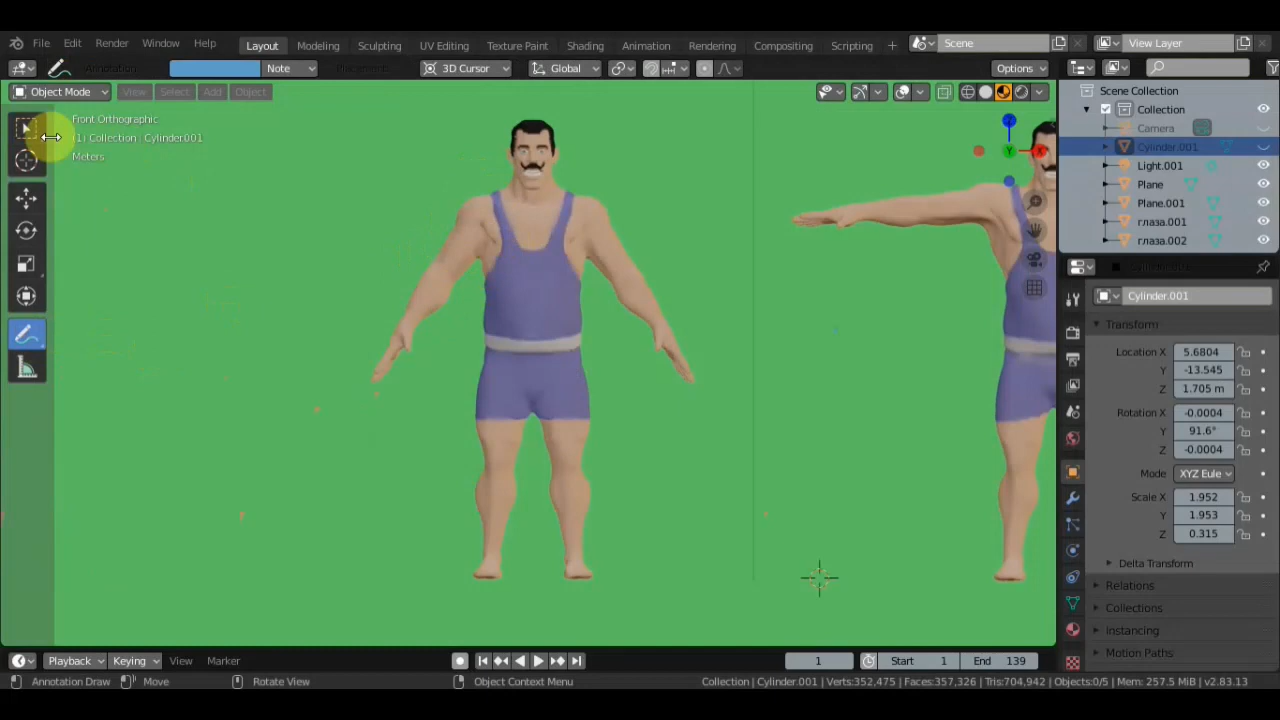 File Edit Render Window Help Layout Modeling Sculpting UV Editing Texture Paint Shading Animation Rendering Compositing Scripting + Scene View Layer
Annotation Note Placement: 3D Cursor Global Options
Object Mode View Select Add Object
Scene Collection
Front Orthographic
(1) Collection | Cylinder.001
Meters
Collection
Camera
Cylinder.001
Light.001
Plane
Plane.001
глаза.001
глаза.002
Z
Y
X
Cylinder.001
Transform
Location X 5.6804
Y -13.545
Z 1.705 m
Rotation X -0.0004
Y 91.6°
Z -0.0004
Mode XYZ Eule
Scale X 1.952
Y 1.953
Z 0.315
Delta Transform
Relations
Collections
Instancing
Motion Paths
Playback Keying View Marker 1 Start 1 End 139
Annotation Draw Move Rotate View Object Context Menu Collection | Cylinder.001 | Verts:352,475 | Faces:357,326 | Tris:704,942 | Objects:0/5 | Mem: 257.5 MiB | v2.83.13